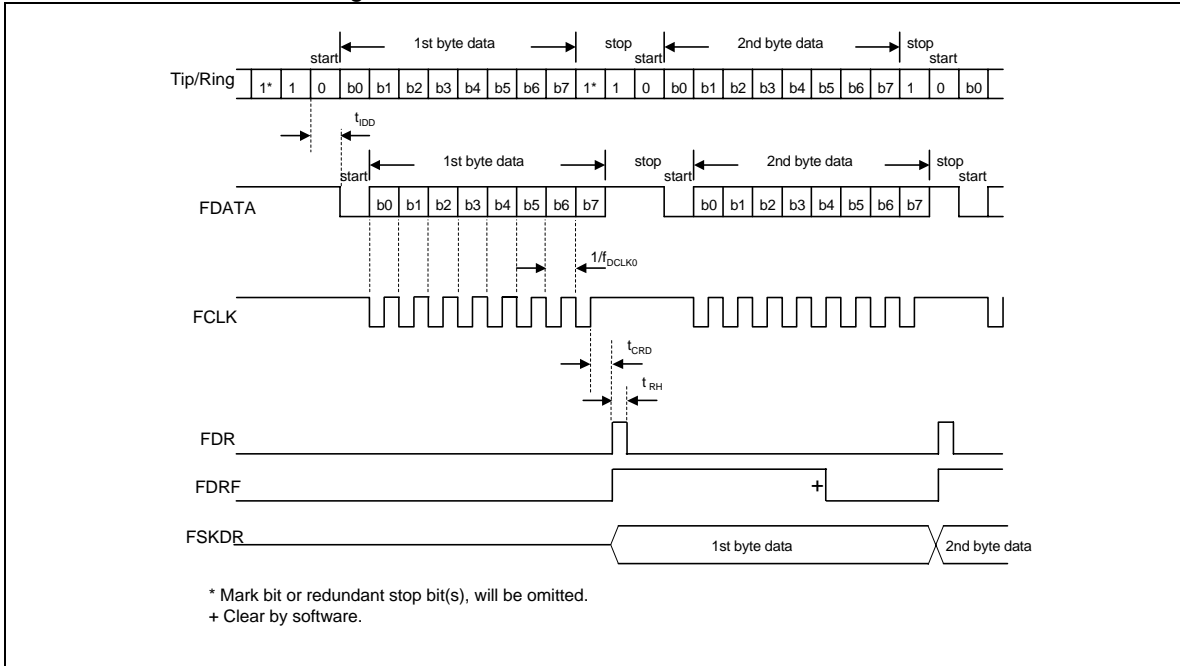 1st byte data stop 2nd byte data stop
start start start
Tip/Ring 1* 1 0 b0 b1 b2 b3 b4 b5 b6 b7 1* 1 0 b0 b1 b2 b3 b4 b5 b6 b7 1 0 b0
tIDD
1st byte data stop 2nd byte data stop
start start start
FDATA b0 b1 b2 b3 b4 b5 b6 b7 b0 b1 b2 b3 b4 b5 b6 b7
1/fDCLK0
FCLK
tCRD
tRH
FDR
FDRF +
FSKDR 1st byte data 2nd byte data
* Mark bit or redundant stop bit(s), will be omitted.
+ Clear by software.